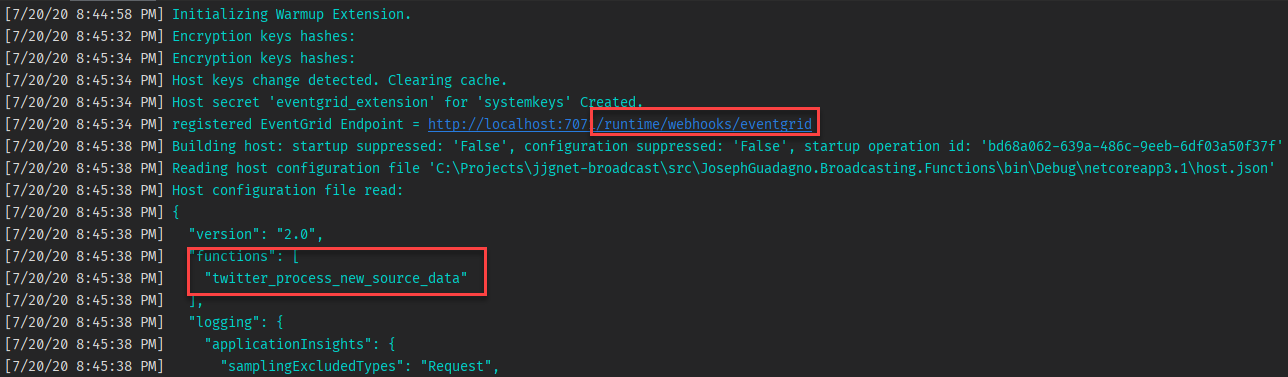 [7/20/20 8:44:58 PM] Initializing Warmup Extension.
[7/20/20 8:45:32 PM] Encryption keys hashes:
[7/20/20 8:45:34 PM] Encryption keys hashes:
[7/20/20 8:45:34 PM] Host keys change detected. Clearing cache.
[7/20/20 8:45:34 PM] Host secret 'eventgrid_extension' for 'systemkeys' Created.
[7/20/20 8:45:34 PM] registered EventGrid Endpoint = http://localhost:7071/runtime/webhooks/eventgrid
[7/20/20 8:45:38 PM] Building host: startup suppressed: 'False', configuration suppressed: 'False', startup operation id: 'bd68a062-639a-486c-9eeb-6df03a50f37f'
[7/20/20 8:45:38 PM] Reading host configuration file 'C:\Projects\jjgnet-broadcast\src\JosephGuadagno.Broadcasting.Functions\bin\Debug\netcoreapp3.1\host.json'
[7/20/20 8:45:38 PM] Host configuration file read:
[7/20/20 8:45:38 PM] {
[7/20/20 8:45:38 PM]   "version": "2.0",
[7/20/20 8:45:38 PM]   "functions": [
[7/20/20 8:45:38 PM]     "twitter_process_new_source_data"
[7/20/20 8:45:38 PM]   ],
[7/20/20 8:45:38 PM]   "logging": {
[7/20/20 8:45:38 PM]     "applicationInsights": {
[7/20/20 8:45:38 PM]       "samplingExcludedTypes": "Request",